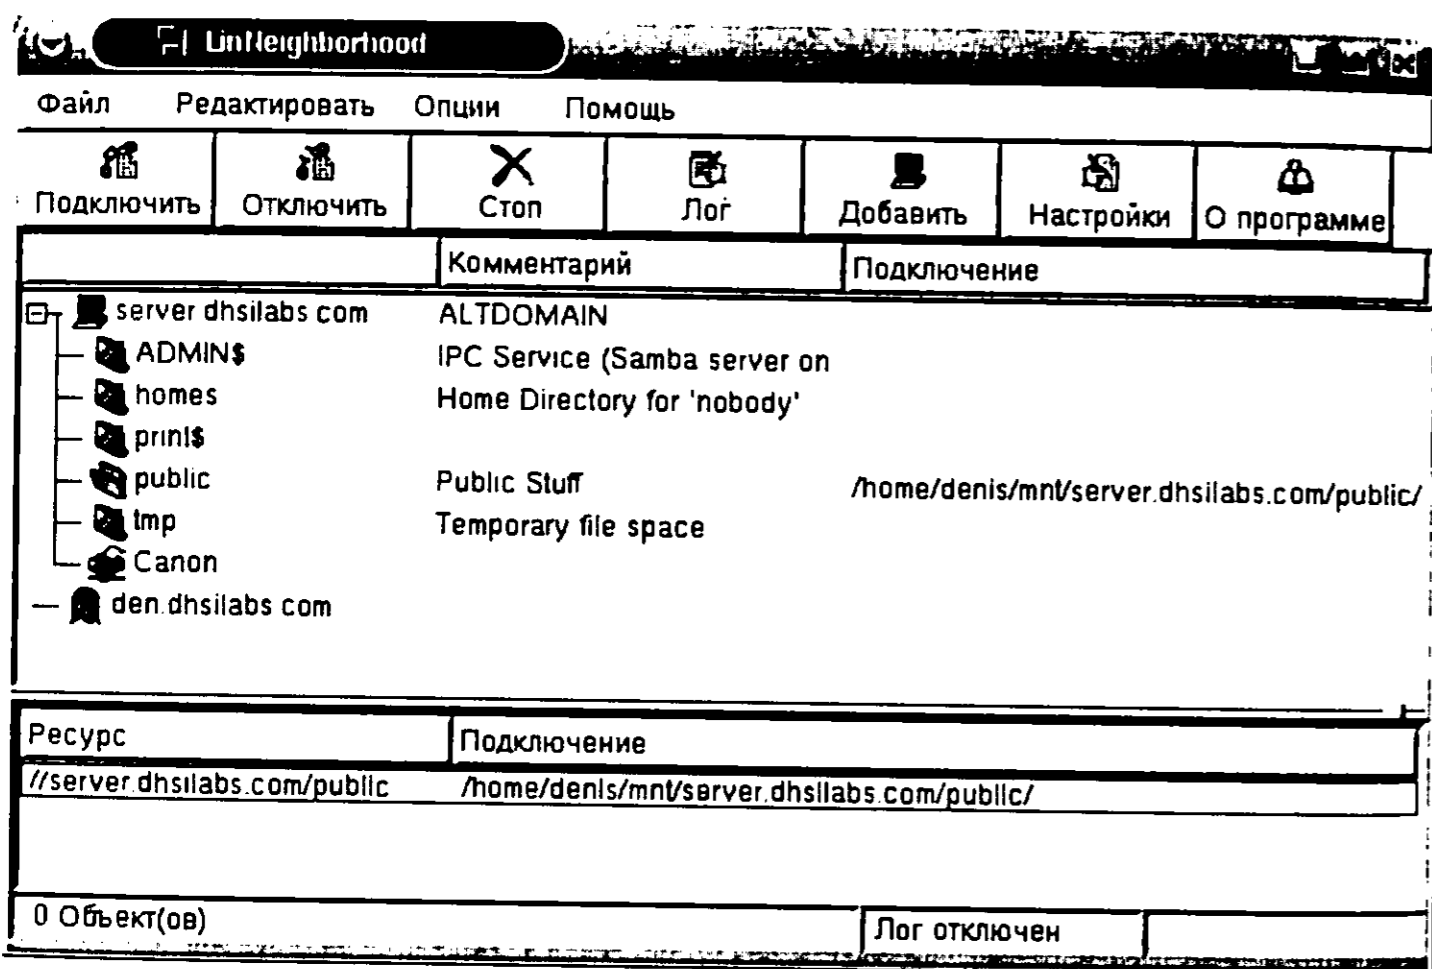 LinNeighborhood
Файл Редактировать Опции Помощь
Подключить Отключить Стоп Лог Добавить Настройки О программе
Комментарий Подключение
server dhsilabs com ALTDOMAIN
ADMIN$ IPC Service (Samba server on
homes Home Directory for 'nobody'
print$
public Public Stuff /home/denis/mnt/server.dhsilabs.com/public/
tmp Temporary file space
Canon
den.dhsilabs com
Ресурс Подключение
//server.dhsilabs.com/public /home/denis/mnt/server.dhsilabs.com/public/
0 Объект(ов) Лог отключен